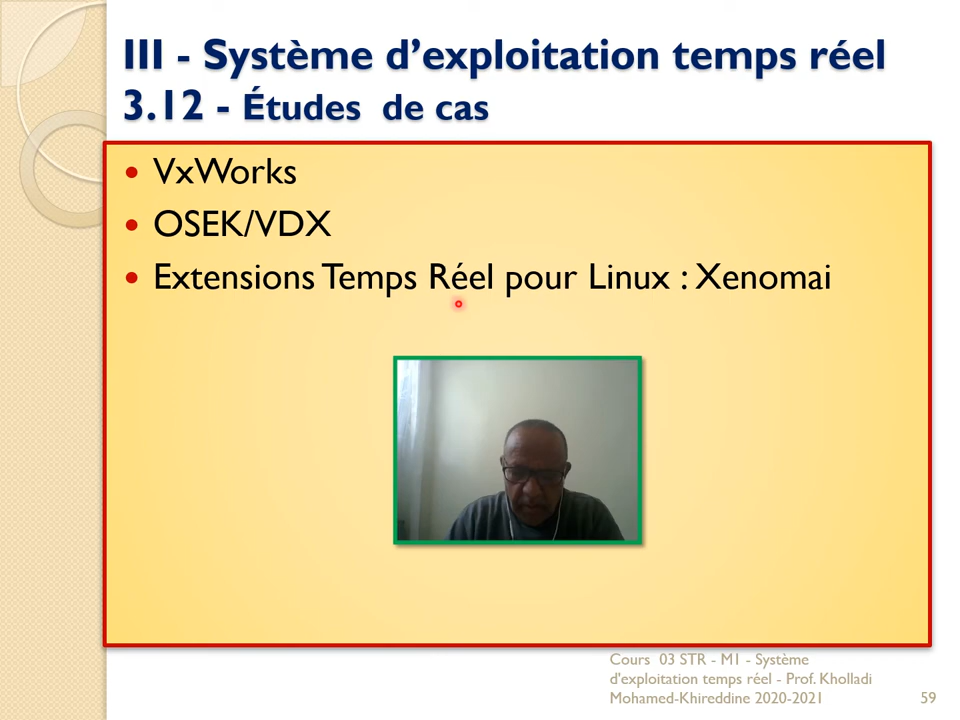 III - Système d’exploitation temps réel
3.12 - Études de cas
• VxWorks
• OSEK/VDX
• Extensions Temps Réel pour Linux : Xenomai
Cours 03 STR - M1 - Système
d'exploitation temps réel - Prof. Kholladi
Mohamed-Khireddine 2020-2021
59